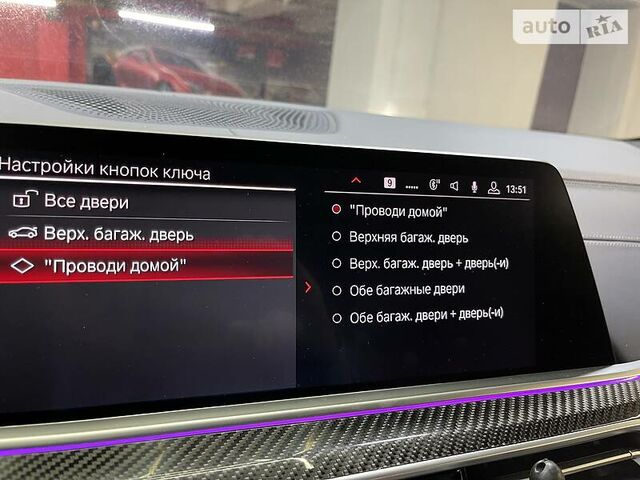 auto RIA
Настройки кнопок ключа
Все двери
Верх. багаж. дверь
"Проводи домой"
9 13:51
"Проводи домой"
Верхняя багаж. дверь
Верх. багаж. дверь + дверь(-и)
Обе багажные двери
Обе багаж. двери + дверь(-и)